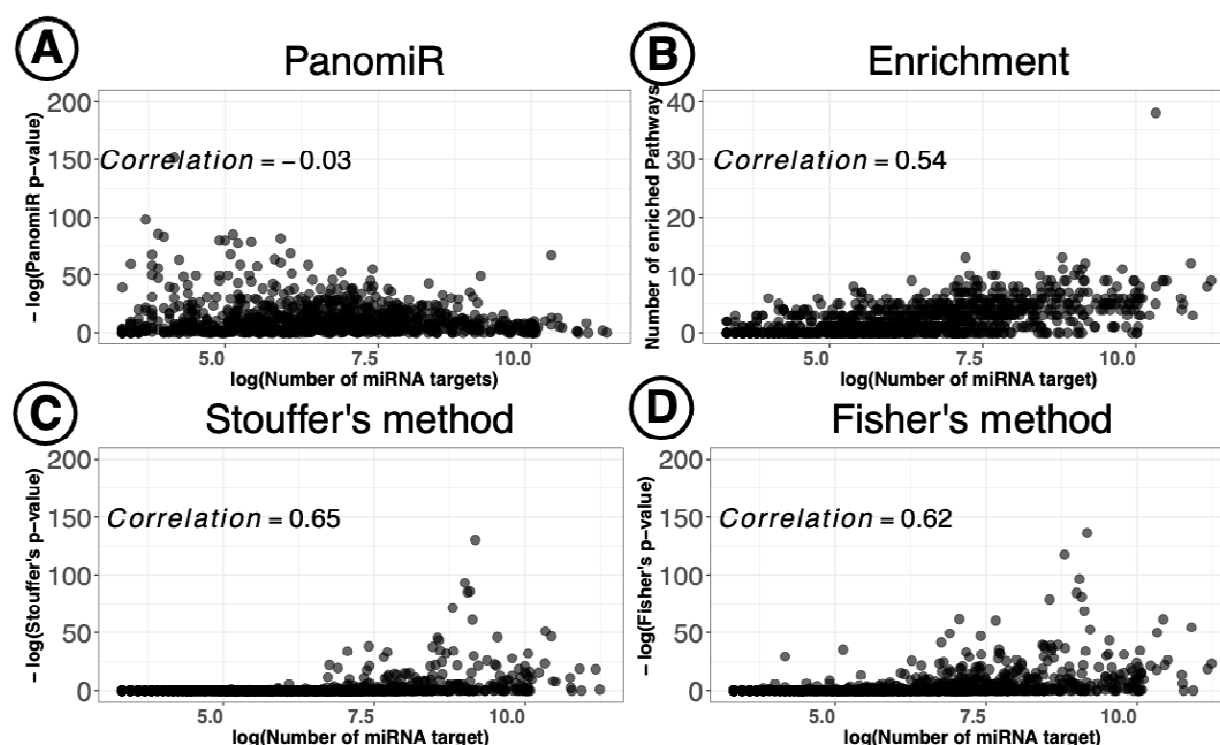 A
PanomiR
− log(PanomiR p-value)
200
150
100
50
0
Correlation = −0.03
5.0
7.5
10.0
log(Number of miRNA targets)
B
Enrichment
Number of enriched Pathways
40
30
20
10
0
Correlation = 0.54
5.0
7.5
10.0
log(Number of miRNA target)
C
Stouffer's method
− log(Stouffer's p-value)
200
150
100
50
0
Correlation = 0.65
5.0
7.5
10.0
log(Number of miRNA target)
D
Fisher's method
− log(Fisher's p-value)
200
150
100
50
0
Correlation = 0.62
5.0
7.5
10.0
log(Number of miRNA target)